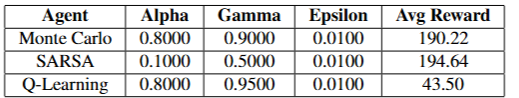 Agent Alpha Gamma Epsilon Avg Reward
Monte Carlo 0.8000 0.9000 0.0100 190.22
SARSA 0.1000 0.5000 0.0100 194.64
Q-Learning 0.8000 0.9500 0.0100 43.50